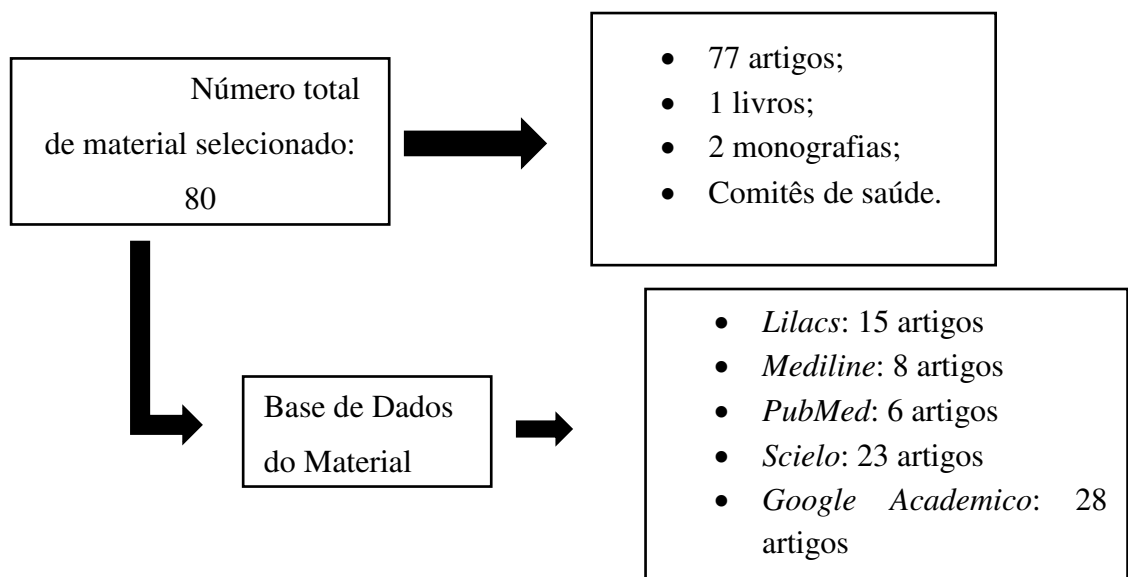 Número total
de material selecionado:
80
• 77 artigos;
• 1 livros;
• 2 monografias;
• Comitês de saúde.
Base de Dados
do Material
• Lilacs: 15 artigos
• Mediline: 8 artigos
• PubMed: 6 artigos
• Scielo: 23 artigos
• Google Academico: 28
artigos